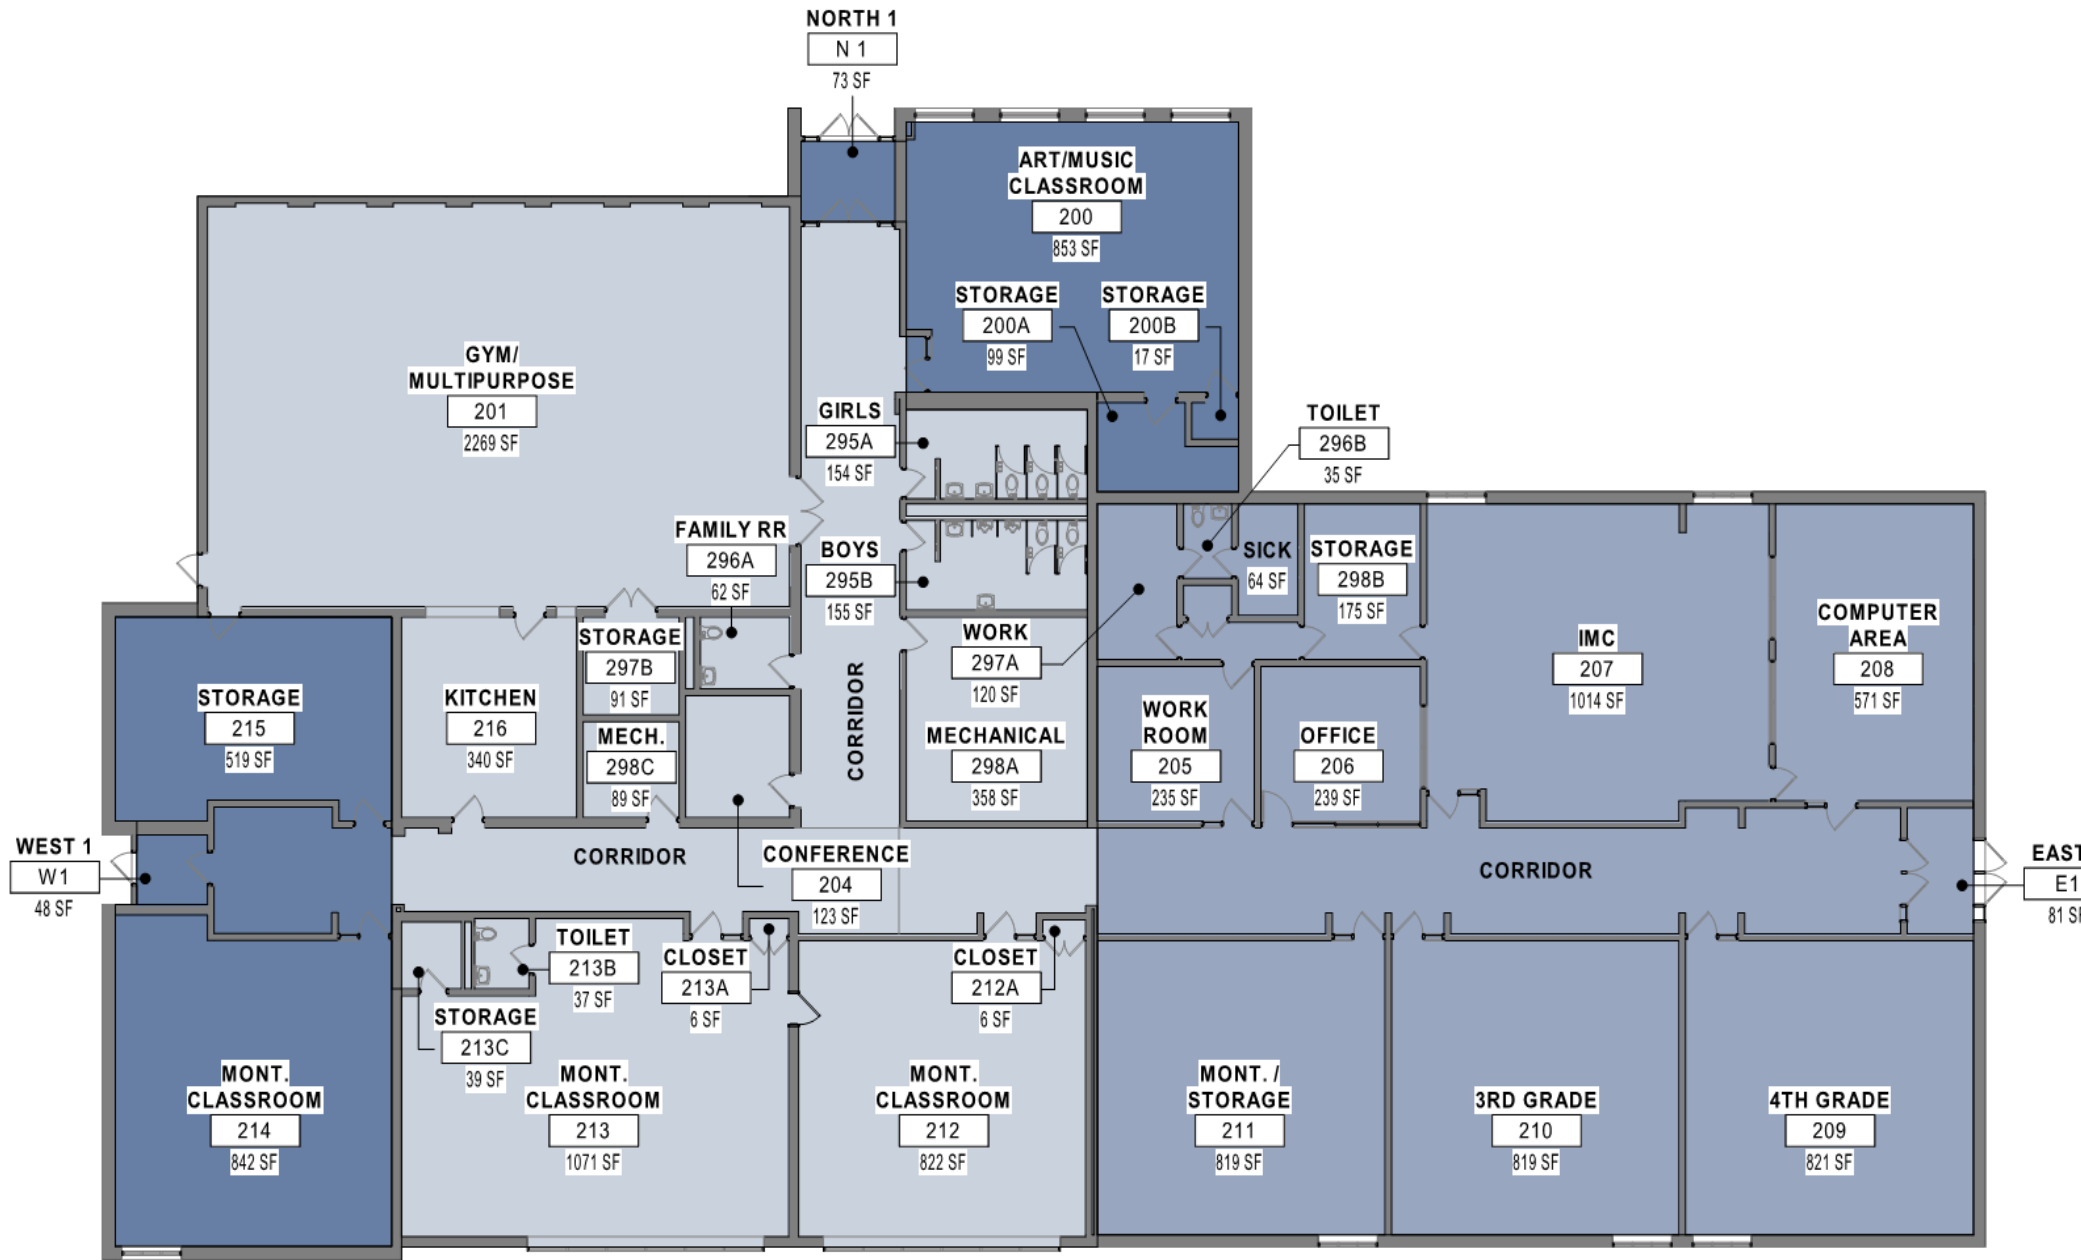 NORTH 1
N 1
73 SF
ART/MUSIC
CLASSROOM
200
853 SF
STORAGE
200A
99 SF
STORAGE
200B
17 SF
GYM/
MULTIPURPOSE
201
2269 SF
GIRLS
295A
154 SF
TOILET
296B
35 SF
FAMILY RR
296A
62 SF
BOYS
295B
155 SF
SICK
64 SF
STORAGE
298B
175 SF
STORAGE
215
519 SF
KITCHEN
216
340 SF
STORAGE
297B
91 SF
MECH.
298C
89 SF
CORRIDOR
WORK
297A
120 SF
MECHANICAL
298A
358 SF
WORK
ROOM
205
235 SF
OFFICE
206
239 SF
IMC
207
1014 SF
COMPUTER
AREA
208
571 SF
WEST 1
W1
48 SF
CORRIDOR
CONFERENCE
204
123 SF
CORRIDOR
EAST
E1
81 SF
TOILET
213B
37 SF
CLOSET
213A
6 SF
CLOSET
212A
6 SF
STORAGE
213C
39 SF
MONT.
CLASSROOM
214
842 SF
MONT.
CLASSROOM
213
1071 SF
MONT.
CLASSROOM
212
822 SF
MONT. /
STORAGE
211
819 SF
3RD GRADE
210
819 SF
4TH GRADE
209
821 SF